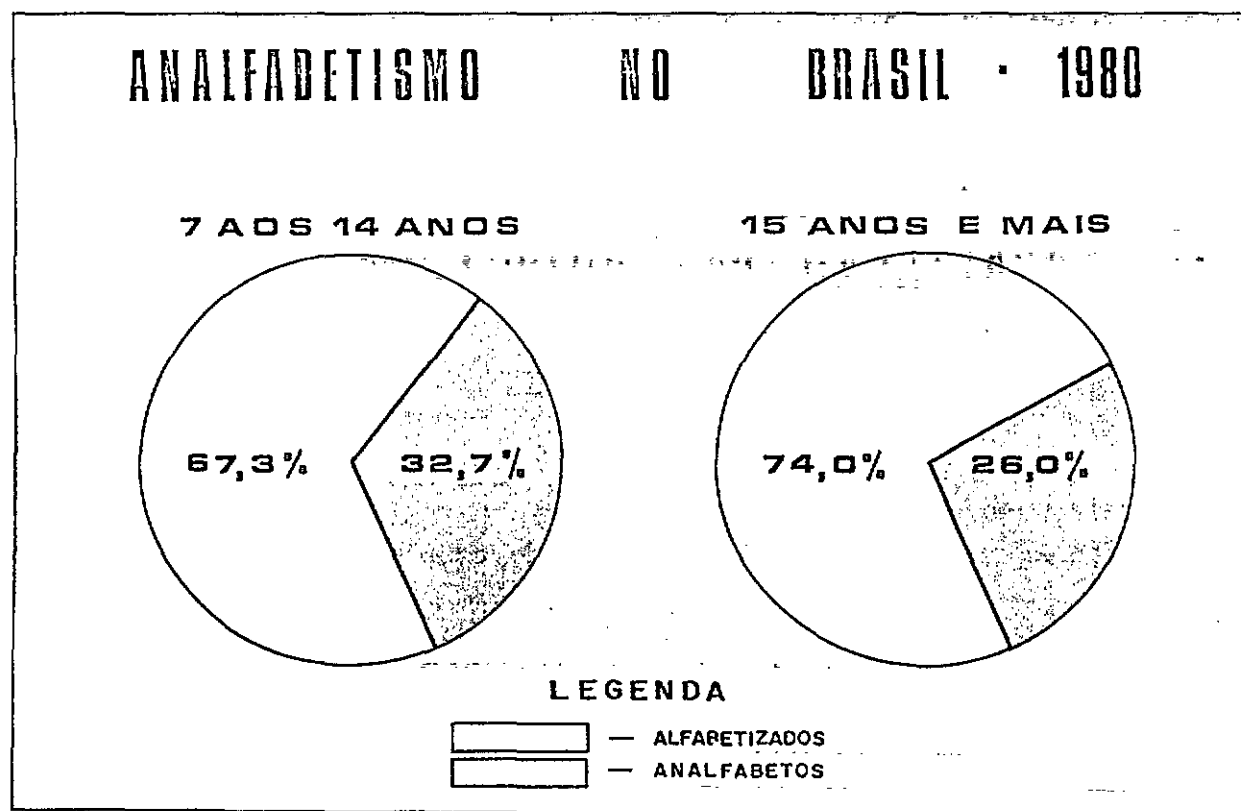 ANALFABETISMO NO BRASIL · 1980
7 AOS 14 ANOS
15 ANOS E MAIS
67,3%
32,7%
74,0%
26,0%
LEGENDA
— ALFABETIZADOS
— ANALFABETOS